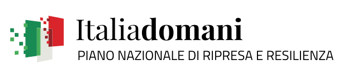 Italiadomani
PIANO NAZIONALE DI RIPRESA E RESILIENZA